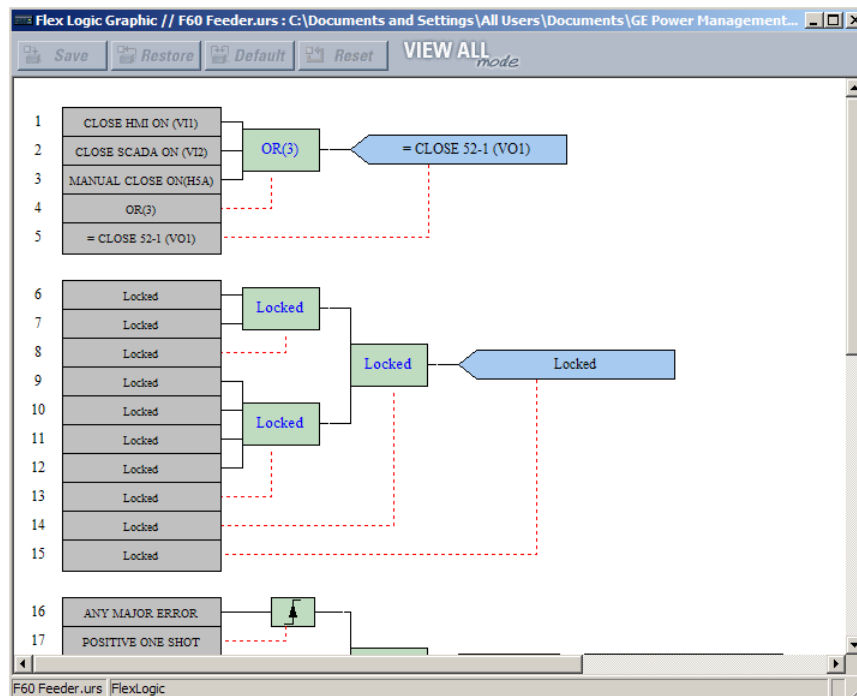 Flex Logic Graphic // F60 Feeder.urs : C:\Documents and Settings\All Users\Documents\GE Power Management...
Save Restore Default Reset VIEW ALL mode
1 CLOSE HMI ON (VI1)
2 CLOSE SCADA ON (VI2) OR(3) = CLOSE 52-1 (VO1)
3 MANUAL CLOSE ON(H5A)
4 OR(3)
5 = CLOSE 52-1 (VO1)
6 Locked
Locked
7 Locked
8 Locked
Locked Locked
9 Locked
10 Locked
Locked
11 Locked
12 Locked
13 Locked
14 Locked
15 Locked
16 ANY MAJOR ERROR
17 POSITIVE ONE SHOT
F60 Feeder.urs FlexLogic